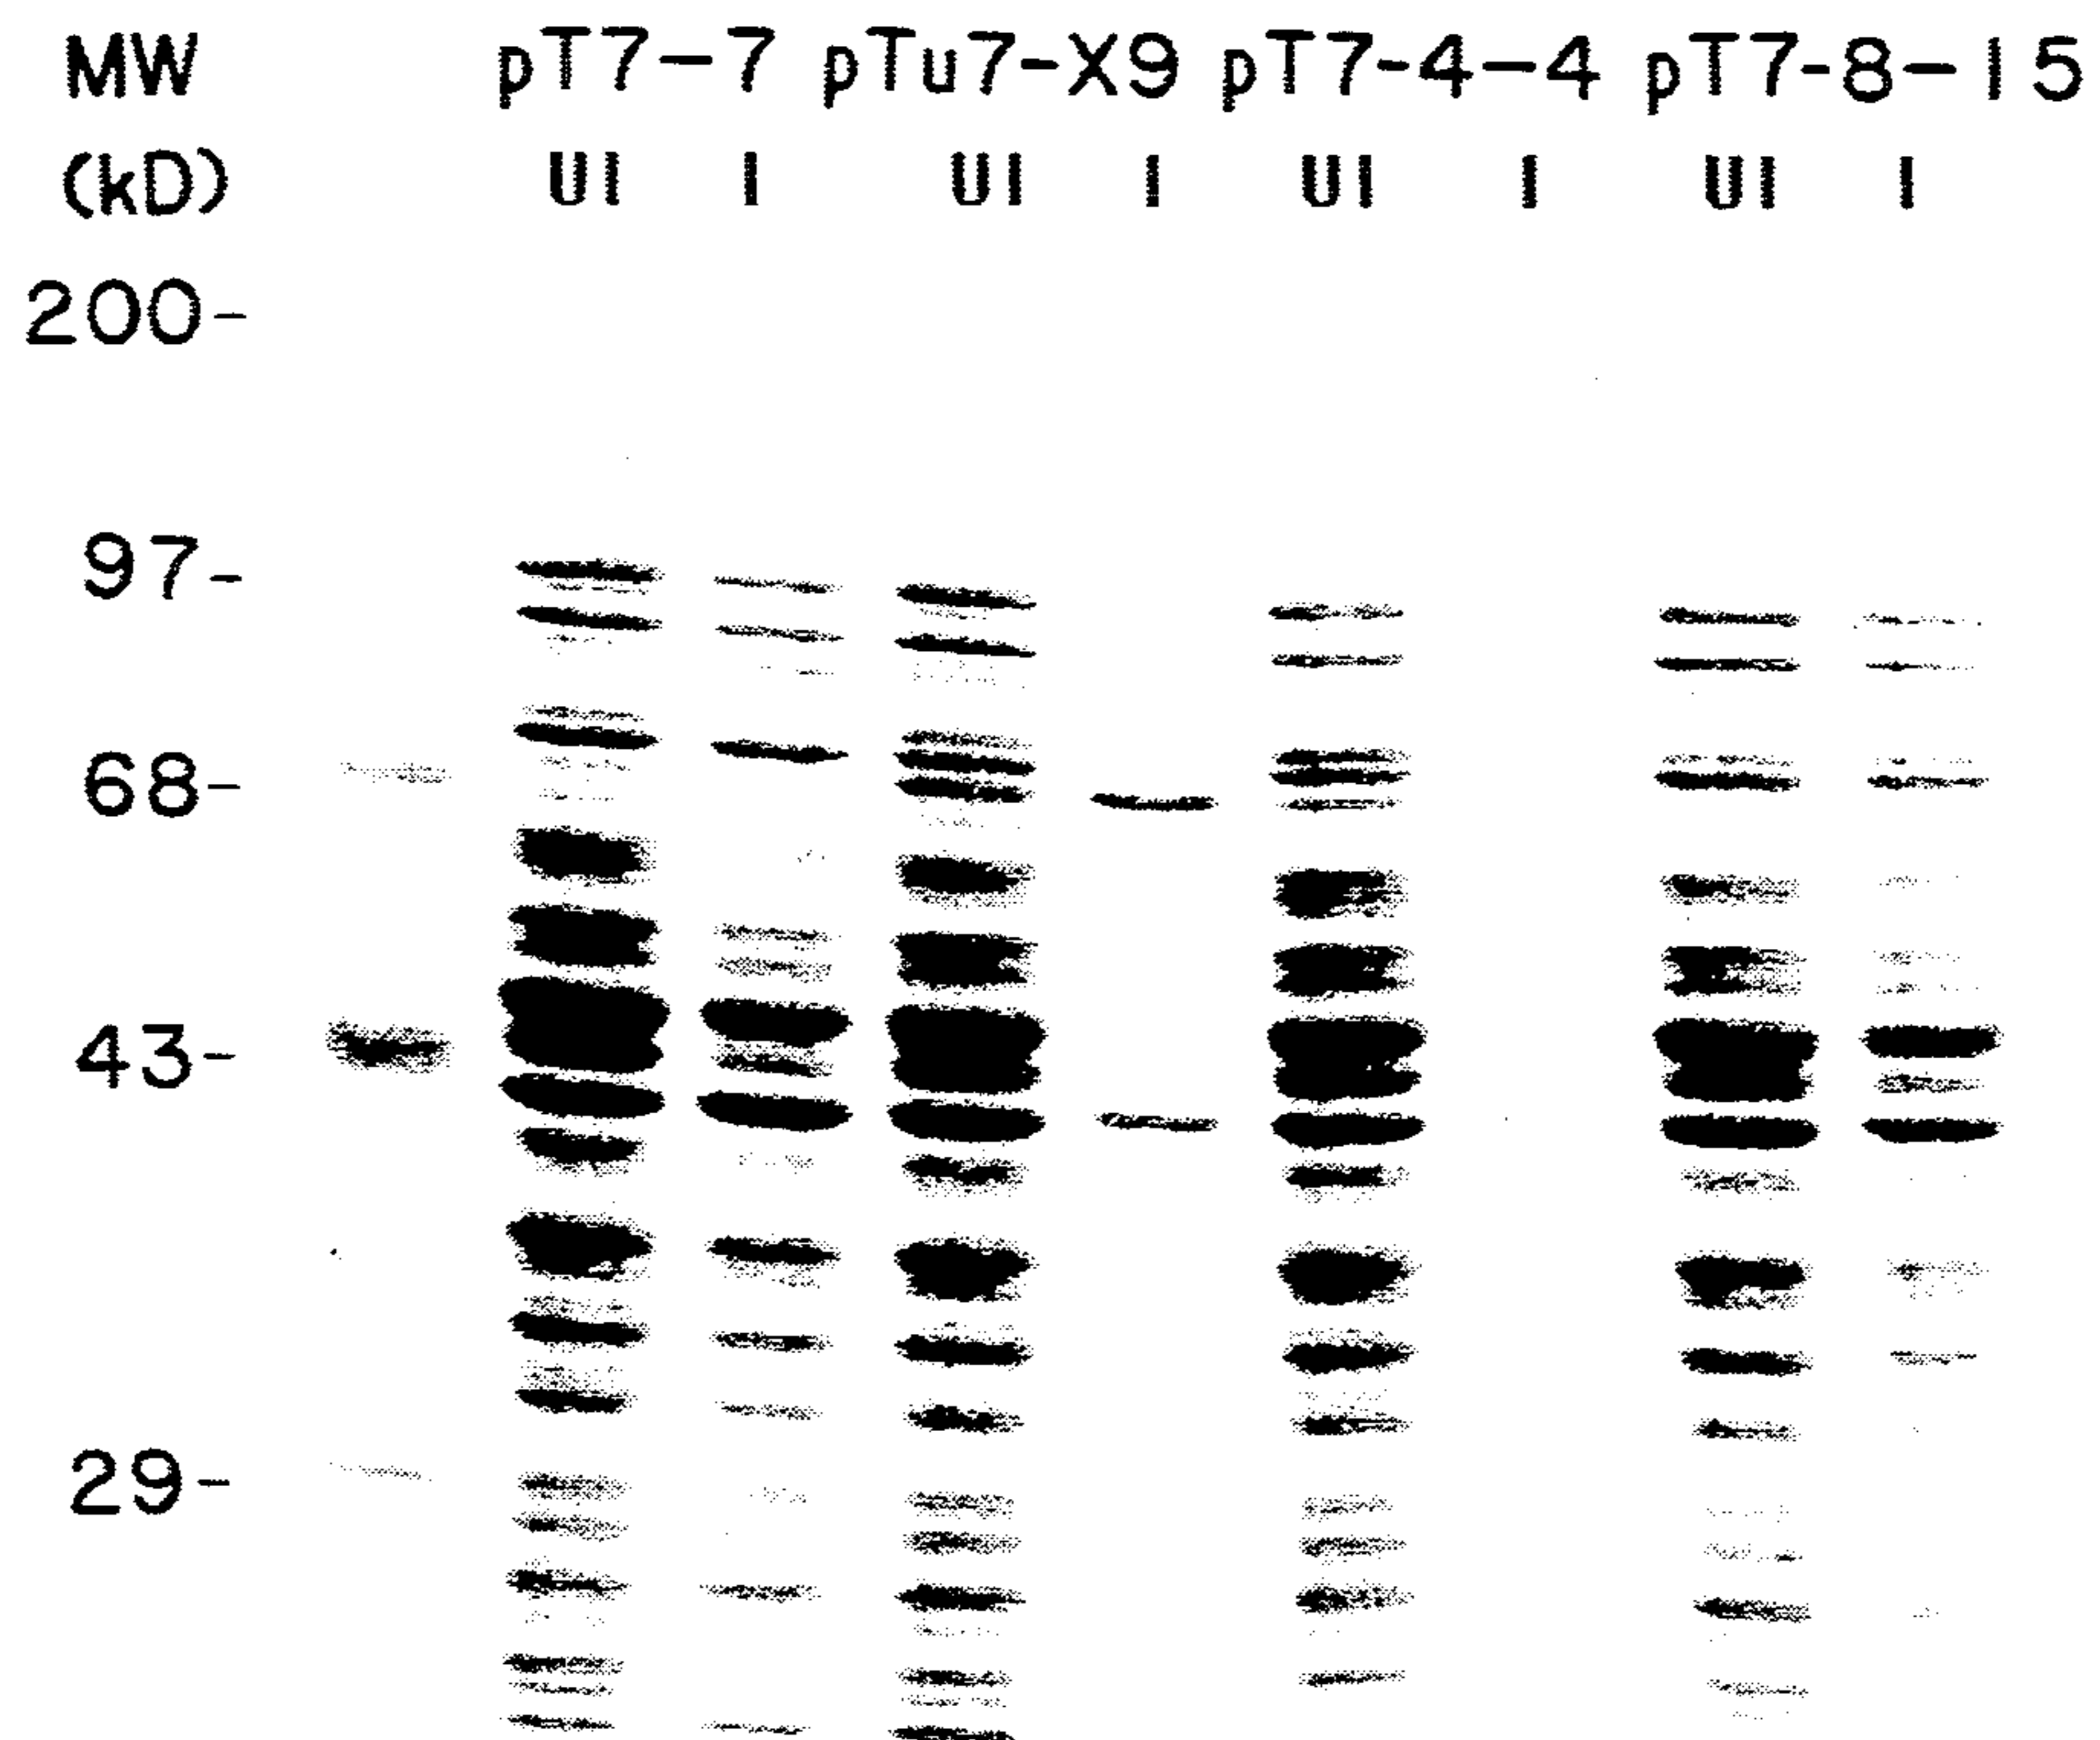 MW pT7-7 pTu7-X9 pT7-4-4 pT7-8-15
(kD) UI I UI I UI I UI I
200-
97-
68-
43-
29-